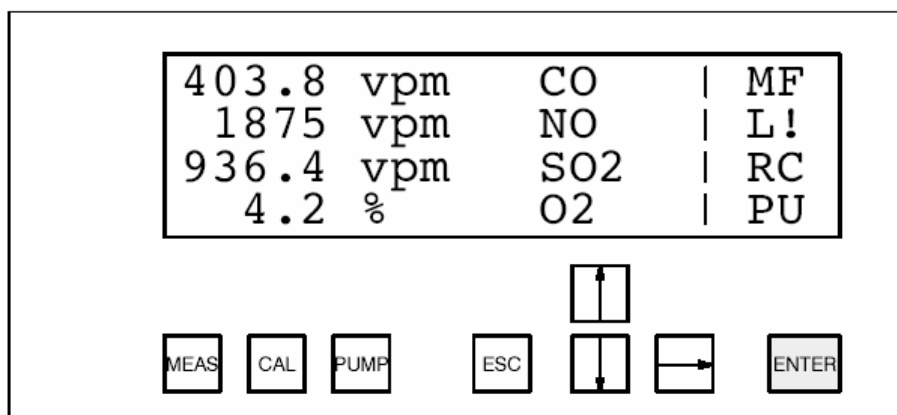 403.8 vpm CO | MF
1875 vpm NO | L!
936.4 vpm SO2 | RC
4.2 % O2 | PU
MEAS CAL PUMP ESC ENTER